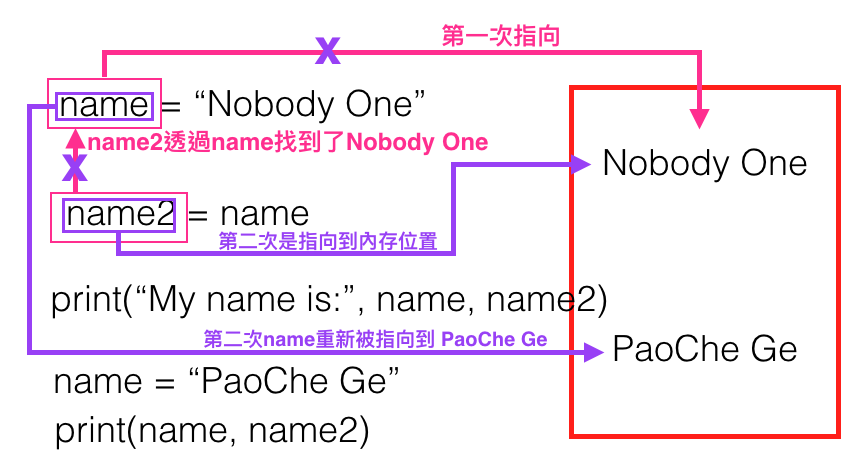 第一次指向
X
name = “Nobody One”
name2透過name找到了Nobody One
X
Nobody One
name2 = name
第二次是指向到內存位置
print(“My name is:”, name, name2)
第二次name重新被指向到 PaoChe Ge
PaoChe Ge
name = “PaoChe Ge”
print(name, name2)